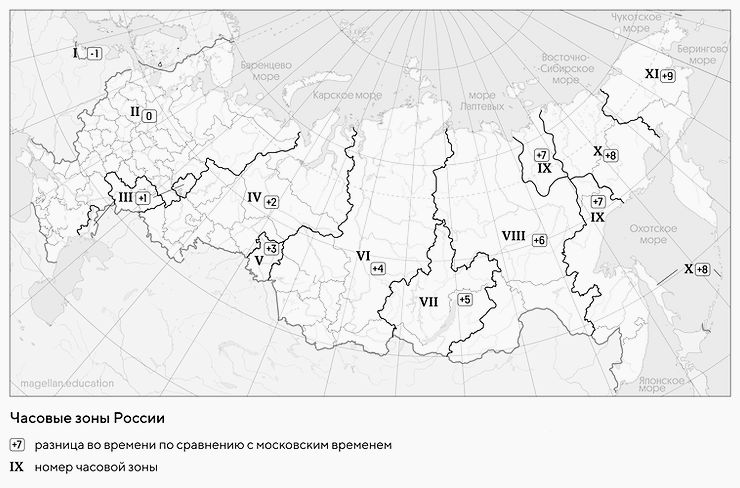 Чукотское
море
Берингово
море
I -1
Баренцево
море
Восточно-
Сибирское
море
XI +9
Карское море
море
Лаптевых
II 0
X +8
+7
IX
III +1
IV +2
+7
IX
VIII +6
Охотское
море
V +3
VI +4
X +8
VII +5
magellan.education
Японское
море
Часовые зоны России
+7 разница во времени по сравнению с московским временем
IX номер часовой зоны